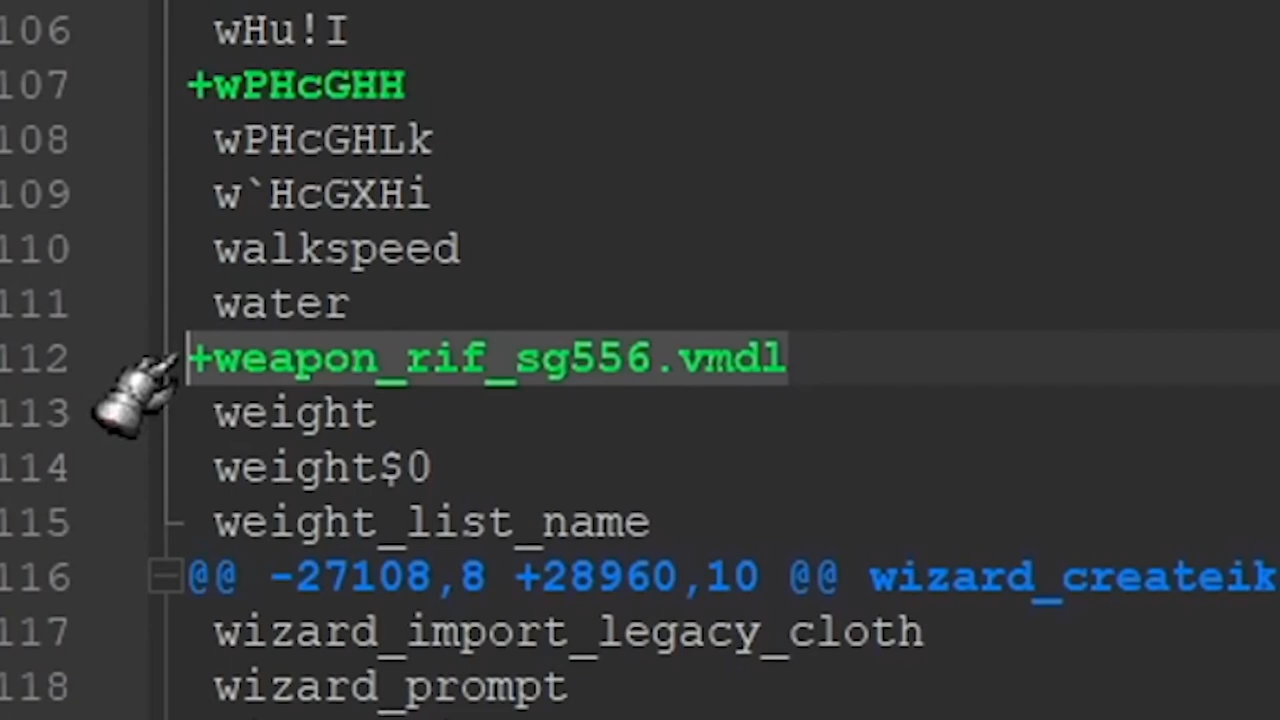 106 wHu!I
107 +wPHcGHH
108 wPHcGHLk
109 w`HcGXHi
110 walkspeed
111 water
112 +weapon_rif_sg556.vmdl
113 weight
114 weight$0
115 weight_list_name
116 @@ -27108,8 +28960,10 @@ wizard_createik
117 wizard_import_legacy_cloth
118 wizard_prompt